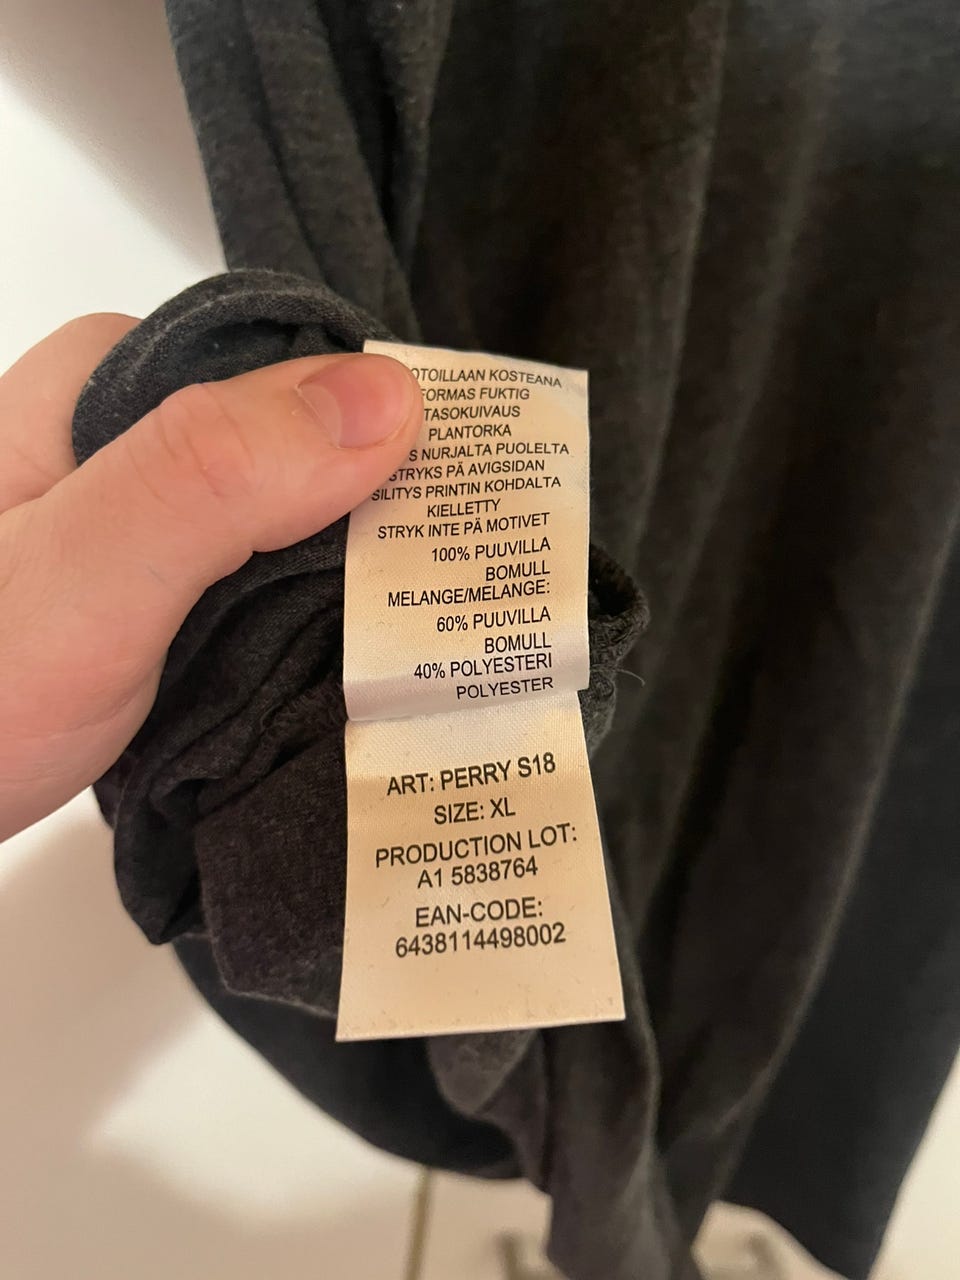 OTOILLAAN KOSTEANA
FORMAS FUKTIG
TASOKUIVAUS
PLANTORKA
S NURJALTA PUOLELTA
STRYKS PÅ AVIGSIDAN
SILITYS PRINTIN KOHDALTA
KIELLETTY
STRYK INTE PÅ MOTIVET
100% PUUVILLA
BOMULL
MELANGE/MELANGE:
60% PUUVILLA
BOMULL
40% POLYESTERI
POLYESTER
ART: PERRY S18
SIZE: XL
PRODUCTION LOT:
A1 5838764
EAN-CODE:
6438114498002